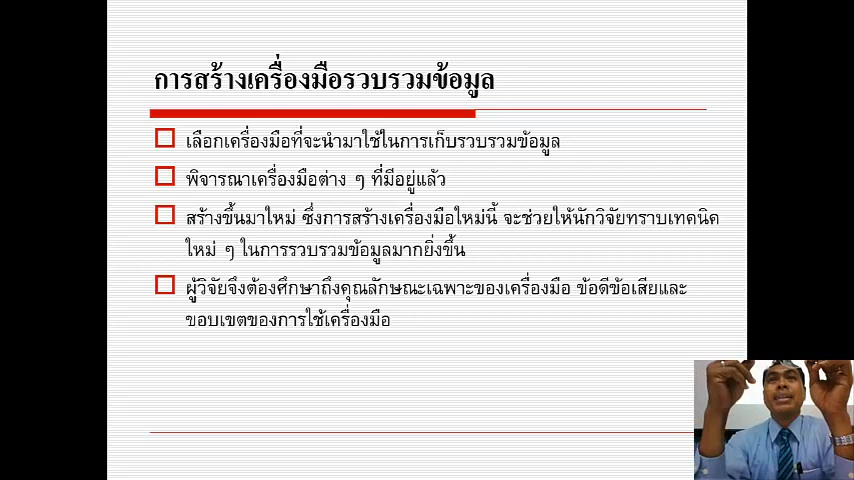 การสร้างเครื่องมือรวบรวมข้อมูล
เลือกเครื่องมือที่จะนำมาใช้ในการเก็บรวบรวมข้อมูล
พิจารณาเครื่องมือต่าง ๆ ที่มีอยู่แล้ว
สร้างขึ้นมาใหม่ ซึ่งการสร้างเครื่องมือใหม่นี้ จะช่วยให้นักวิจัยทราบเทคนิค
ใหม่ ๆ ในการรวบรวมข้อมูลมากยิ่งขึ้น
ผู้วิจัยจึงต้องศึกษาถึงคุณลักษณะเฉพาะของเครื่องมือ ข้อดีข้อเสียและ
ขอบเขตของการใช้เครื่องมือ